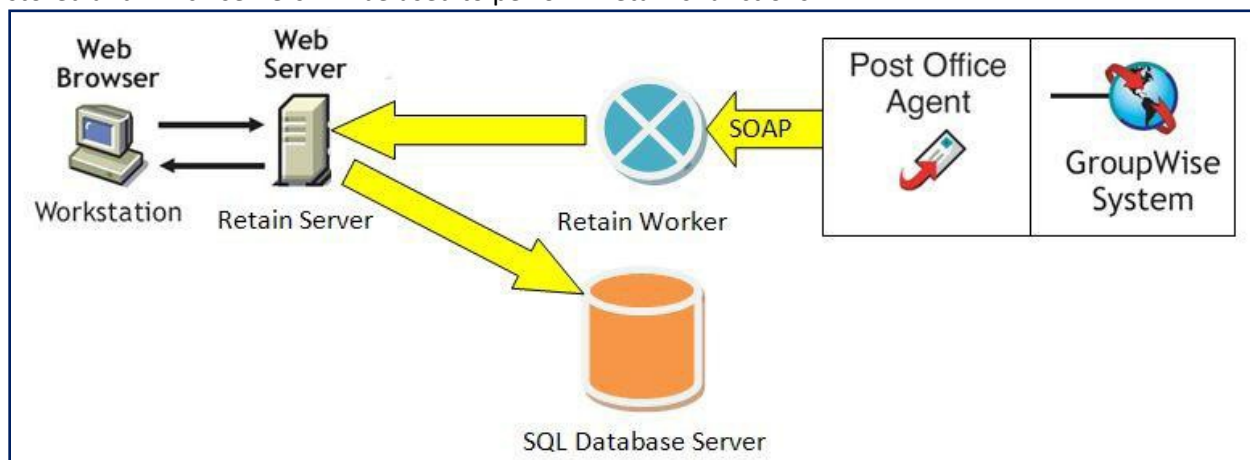 Web
Browser
Workstation
Web
Server
Retain Server
Retain Worker
SOAP
Post Office
Agent
GroupWise
System
SQL Database Server